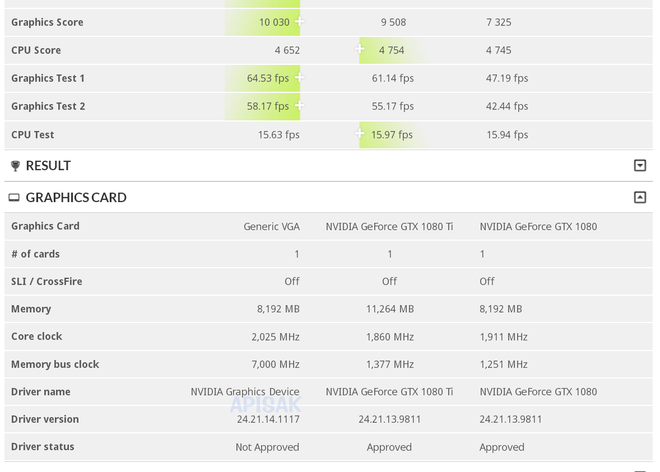 Graphics Score 10 030 9 508 7 325
CPU Score 4 652 4 754 4 745
Graphics Test 1 64.53 fps 61.14 fps 47.19 fps
Graphics Test 2 58.17 fps 55.17 fps 42.44 fps
CPU Test 15.63 fps 15.97 fps 15.94 fps
RESULT
GRAPHICS CARD
Graphics Card Generic VGA NVIDIA GeForce GTX 1080 Ti NVIDIA GeForce GTX 1080
# of cards 1 1 1
SLI / CrossFire Off Off Off
Memory 8,192 MB 11,264 MB 8,192 MB
Core clock 2,025 MHz 1,860 MHz 1,911 MHz
Memory bus clock 7,000 MHz 1,377 MHz 1,251 MHz
Driver name NVIDIA Graphics Device NVIDIA GeForce GTX 1080 Ti NVIDIA GeForce GTX 1080
APISAK
Driver version 24.21.14.1117 24.21.13.9811 24.21.13.9811
Driver status Not Approved Approved Approved